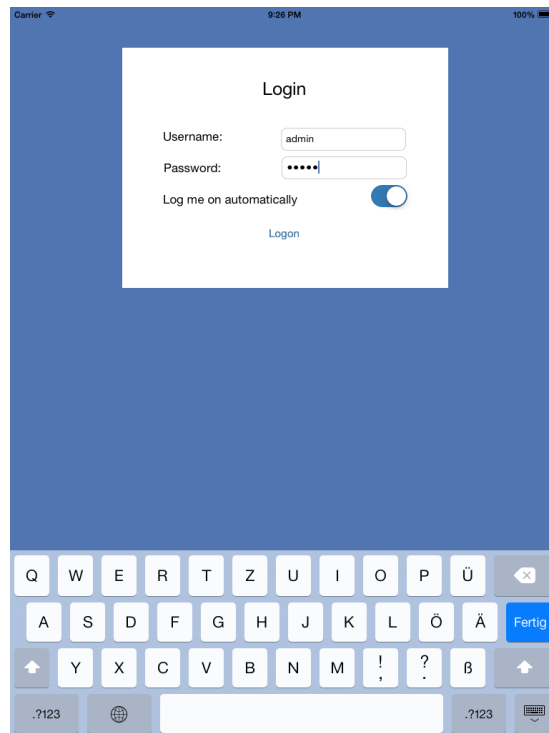 Carrier 9:26 PM 100%
Login
Username: admin
Password: •••••
Log me on automatically
Logon
Q W E R T Z U I O P Ü
A S D F G H J K L Ö Ä Fertig
Y X C V B N M ! , ? . ß
.?123 .?123